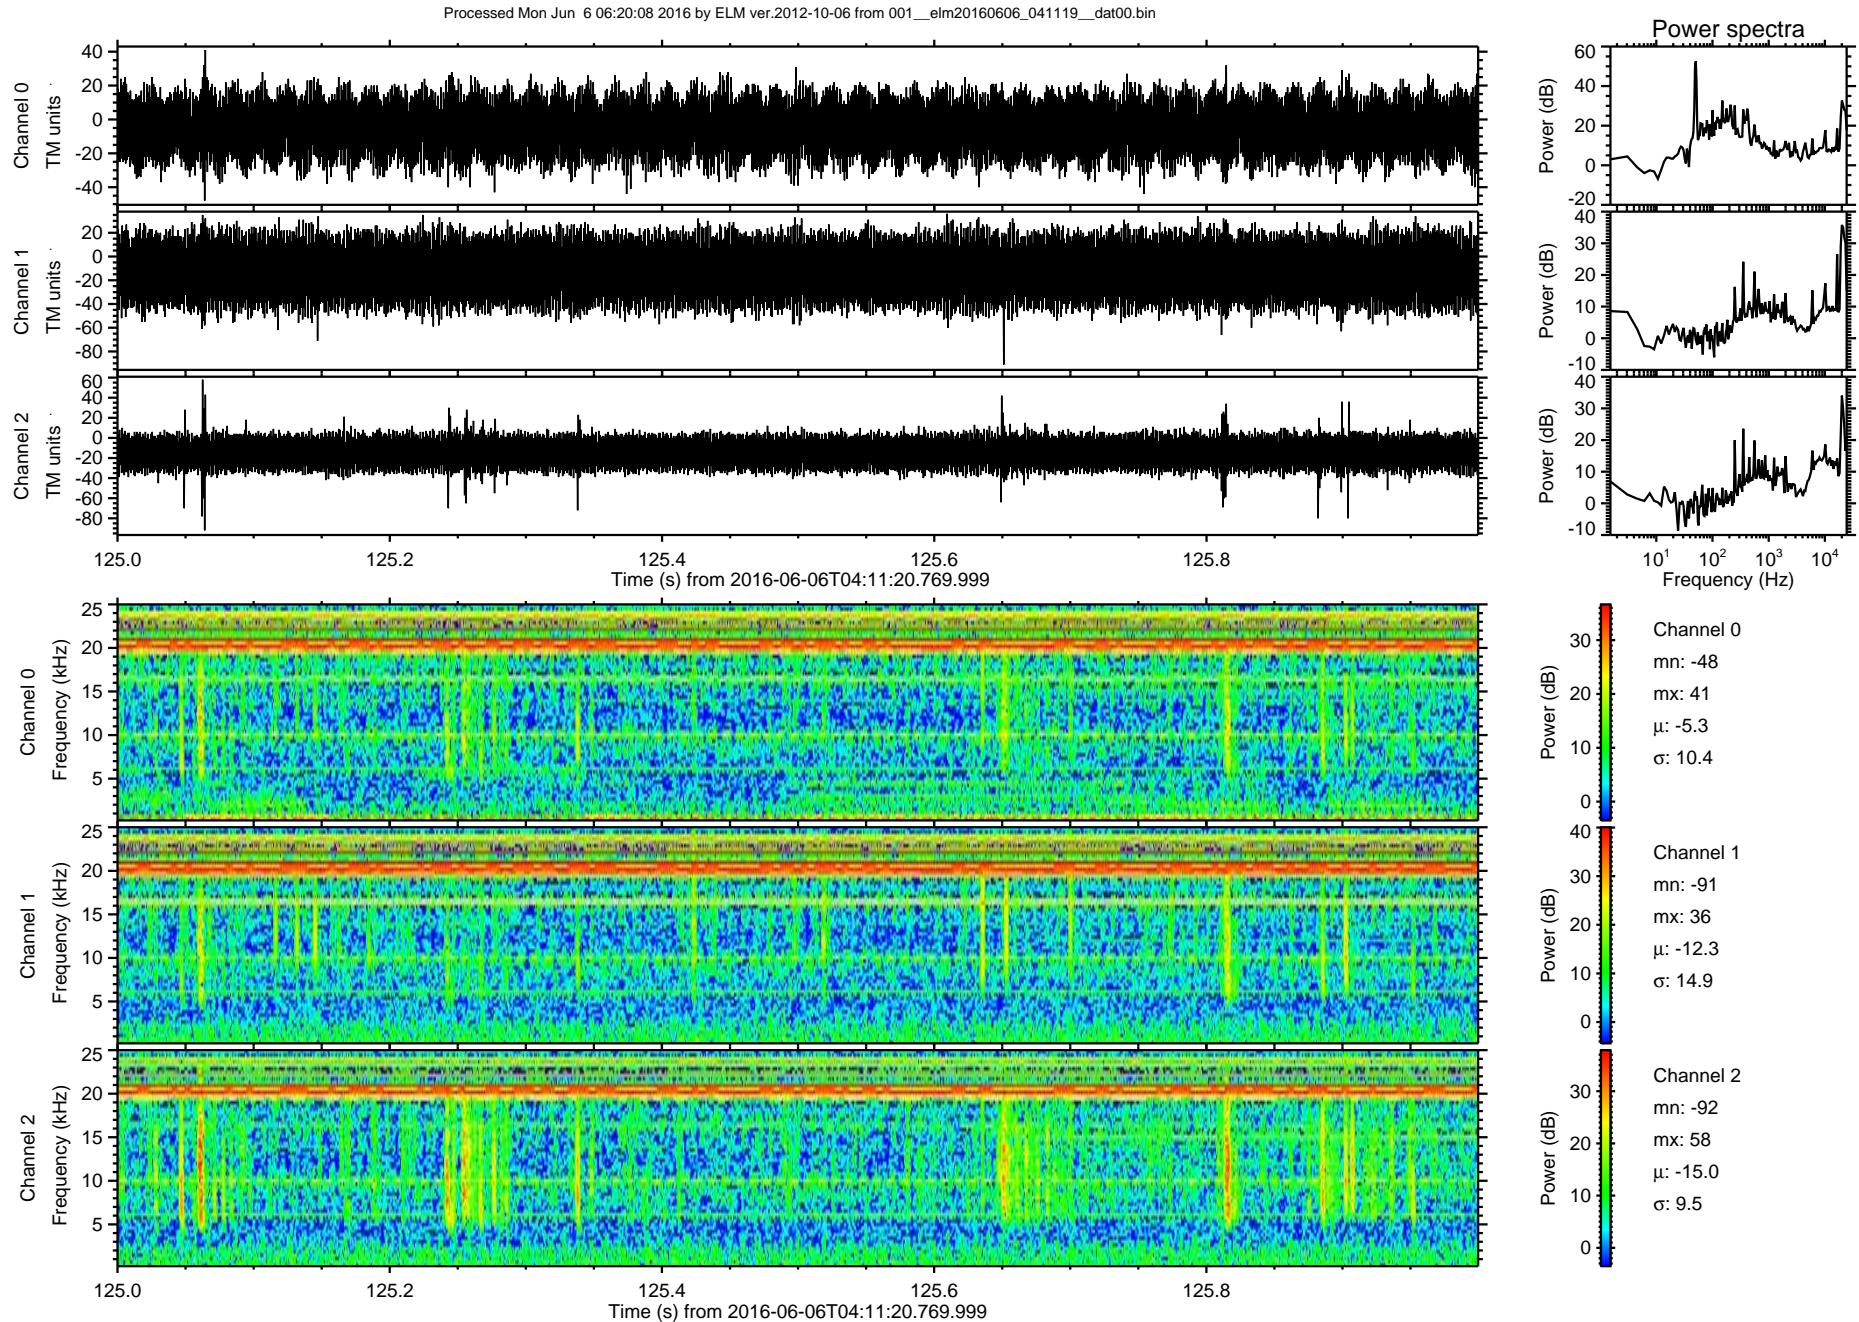 Processed Mon Jun  6 06:20:08 2016 by ELM ver.2012-10-06 from 001__elm20160606_041119__dat00.bin
Power spectra
Channel 0
TM units
40
20
0
-20
-40
Power (dB)
60
40
20
0
-20
Channel 1
TM units
20
0
-20
-40
-60
-80
Power (dB)
40
30
20
10
0
-10
Channel 2
TM units
60
40
20
0
-20
-40
-60
-80
Power (dB)
40
30
20
10
0
-10
125.0 125.2 125.4 125.6 125.8
Time (s) from 2016-06-06T04:11:20.769.999
10¹ 10² 10³ 10⁴
Frequency (Hz)
Channel 0
Frequency (kHz)
25
20
15
10
5
Power (dB)
30
20
10
0
Channel 0
mn: -48
mx: 41
μ: -5.3
σ: 10.4
Channel 1
Frequency (kHz)
25
20
15
10
5
Power (dB)
40
30
20
10
0
Channel 1
mn: -91
mx: 36
μ: -12.3
σ: 14.9
Channel 2
Frequency (kHz)
25
20
15
10
5
Power (dB)
30
20
10
0
Channel 2
mn: -92
mx: 58
μ: -15.0
σ: 9.5
125.0 125.2 125.4 125.6 125.8
Time (s) from 2016-06-06T04:11:20.769.999